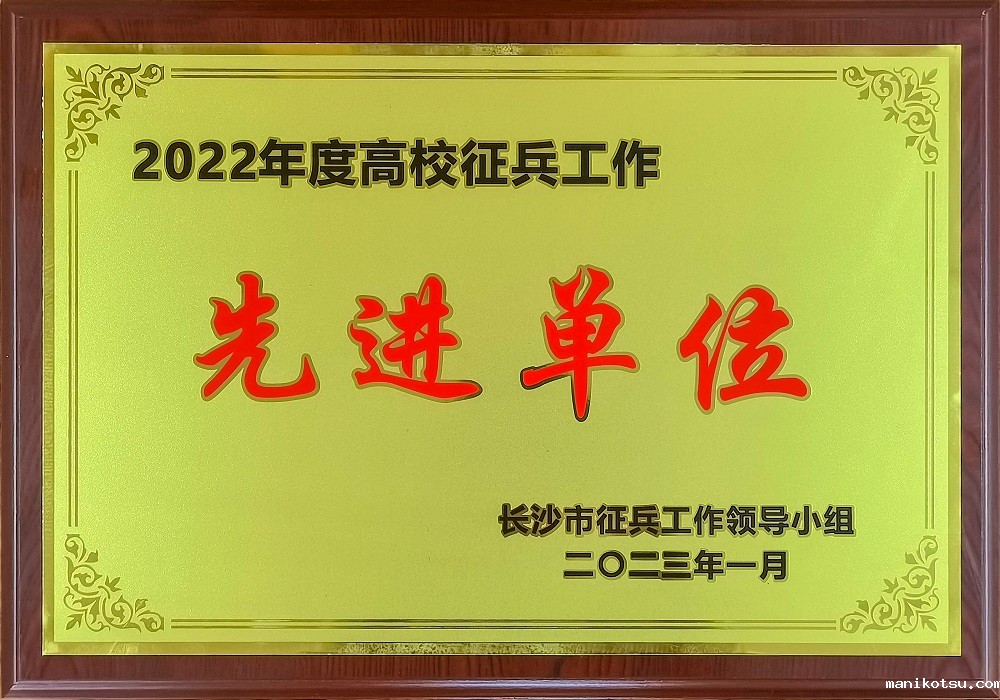 2022年度高校征兵工作
先进单位
长沙市征兵工作领导小组
二〇二三年一月
manikotsu.com